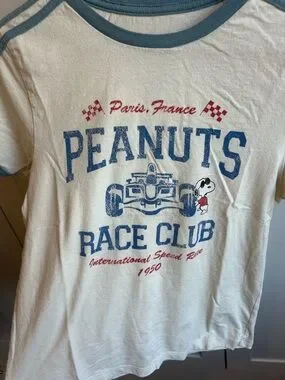 Paris, France
PEANUTS
RACE CLUB
International Speed Race
1950